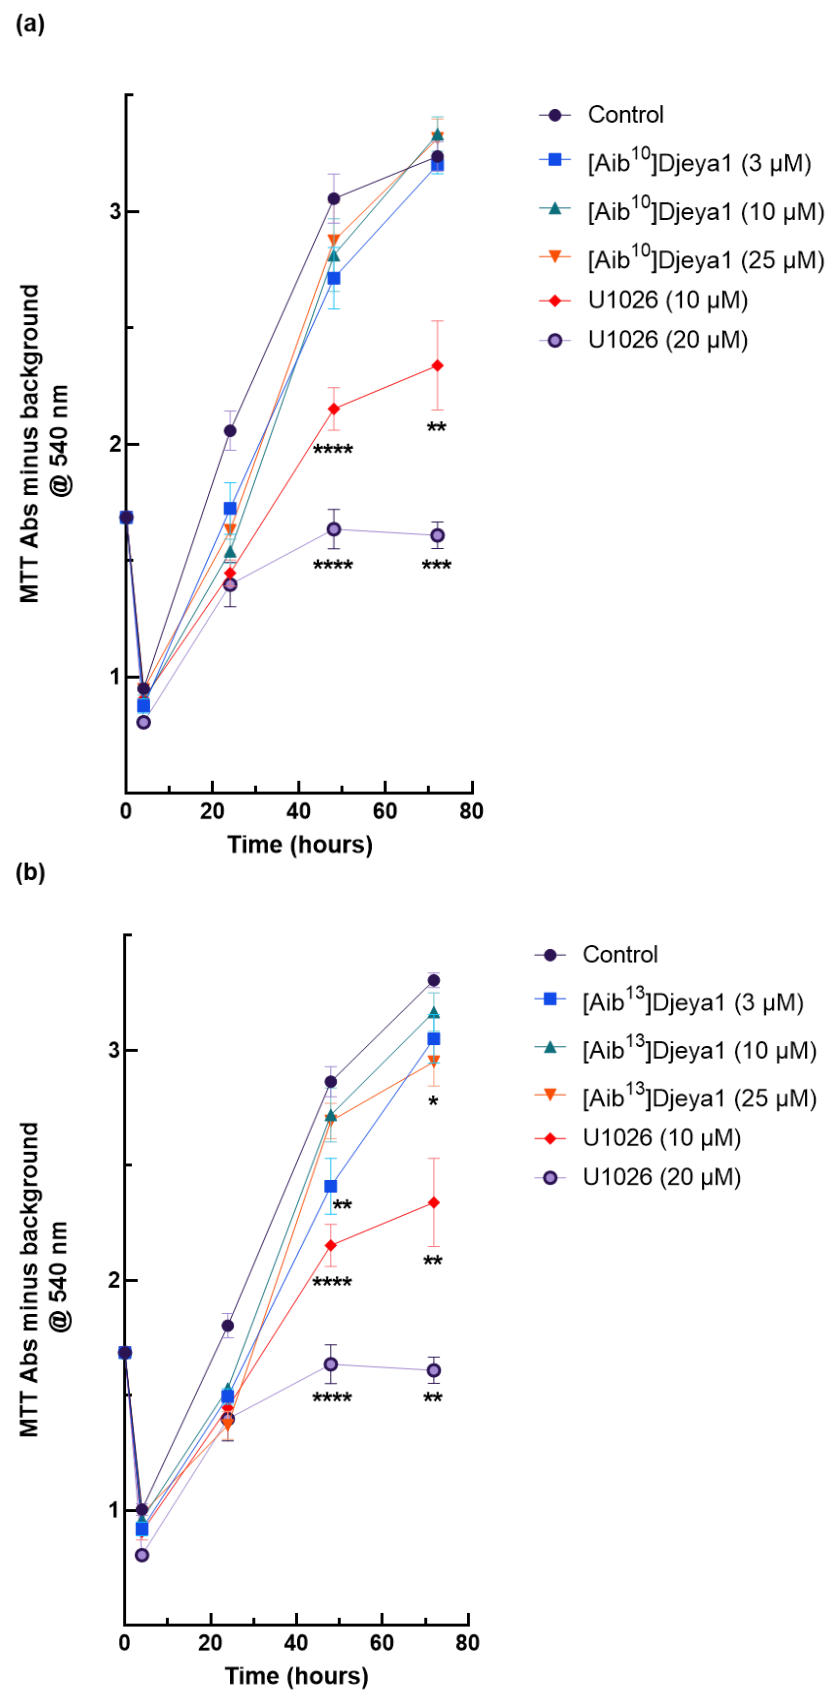 (a)
Control
[Aib10]Djeya1 (3 µM)
[Aib10]Djeya1 (10 µM)
[Aib10]Djeya1 (25 µM)
U1026 (10 µM)
U1026 (20 µM)
MTT Abs minus background
@ 540 nm
3
2
1
**
****
****
***
0
20
40
60
80
Time (hours)
(b)
Control
[Aib13]Djeya1 (3 µM)
[Aib13]Djeya1 (10 µM)
[Aib13]Djeya1 (25 µM)
U1026 (10 µM)
U1026 (20 µM)
MTT Abs minus background
@ 540 nm
3
2
1
*
**
**
****
****
**
0
20
40
60
80
Time (hours)